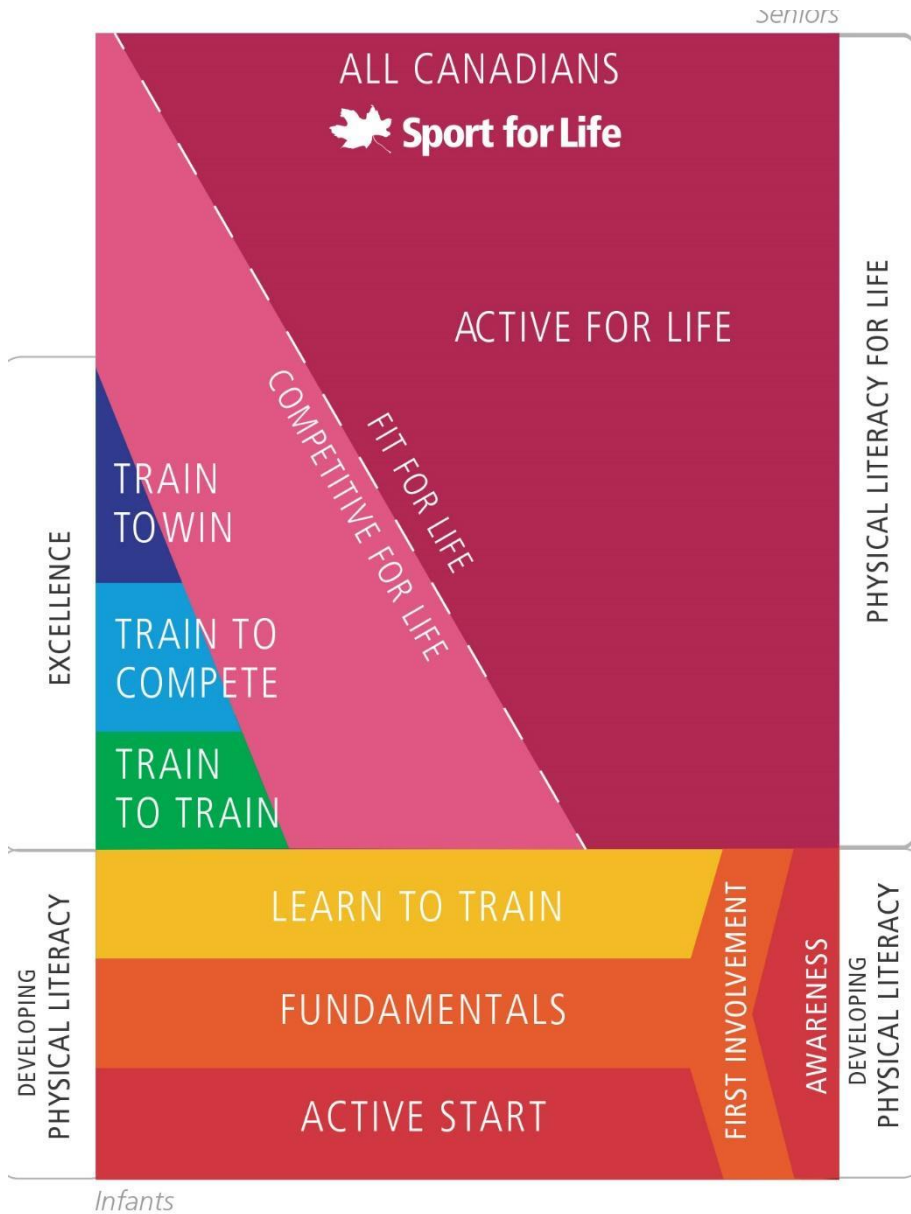 Seniors
ALL CANADIANS
Sport for Life
ACTIVE FOR LIFE
FIT FOR LIFE
COMPETITIVE FOR LIFE
PHYSICAL LITERACY FOR LIFE
EXCELLENCE
TRAIN
TO WIN
TRAIN TO
COMPETE
TRAIN
TO TRAIN
DEVELOPING
PHYSICAL LITERACY
LEARN TO TRAIN
FUNDAMENTALS
ACTIVE START
FIRST INVOLVEMENT
AWARENESS
DEVELOPING
PHYSICAL LITERACY
Infants